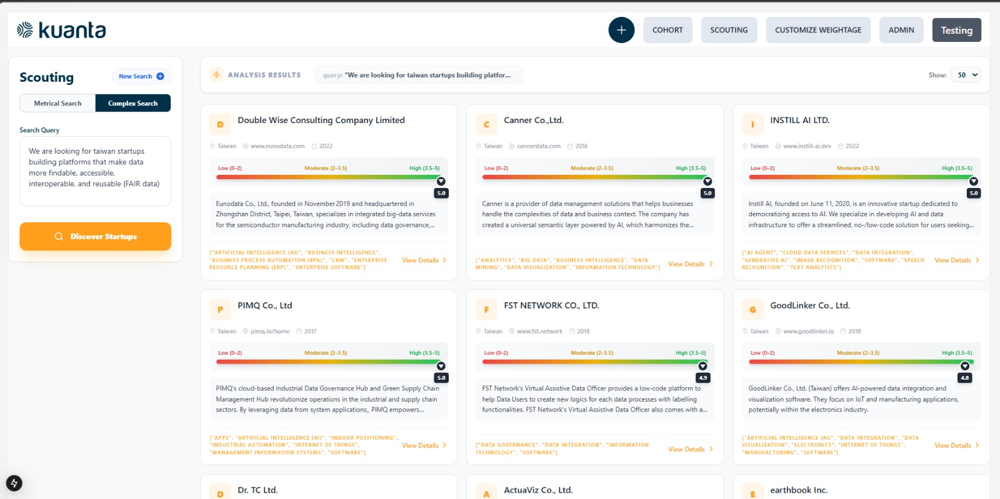 kuanta
COHORT
SCOUTING
CUSTOMIZE WEIGHTAGE
ADMIN
Testing
Scouting
New Search
Metrical Search
Complex Search
Search Query
We are looking for taiwan startups
building platforms that make data
more findable, accessible,
interoperable, and reusable (FAIR data)
Discover Startups
ANALYSIS RESULTS
query: "We are looking for taiwan startups building platfor...
Show:
50
D
Double Wise Consulting Company Limited
Taiwan www.eunodata.com 2022
Low (0–2) Moderate (2–3.5) High (3.5–5)
5.0
Eunodata Co., Ltd., founded in November2019 and headquartered in
Zhongshan District, Taipei, Taiwan, specializes in integrated big-data services
for the semiconductor manufacturing industry, including data governance,...
["ARTIFICIAL INTELLIGENCE (AI)", "BUSINESS INTELLIGENCE",
"BUSINESS PROCESS AUTOMATION (BPA)", "CRM", "ENTERPRISE
RESOURCE PLANNING (ERP)", "ENTERPRISE SOFTWARE"]
View Details
C
Canner Co.,Ltd.
Taiwan cannerdata.com 2016
Low (0–2) Moderate (2–3.5) High (3.5–5)
5.0
Canner is a provider of data management solutions that helps businesses
handle the complexities of data and business context. The company has
created a universal semantic layer powered by AI, which harmonizes the...
["ANALYTICS", "BIG DATA", "BUSINESS INTELLIGENCE", "DATA
MINING", "DATA VISUALIZATION", "INFORMATION TECHNOLOGY"]
View Details
I
INSTILL AI LTD.
Taiwan www.instill-ai.dev 2022
Low (0–2) Moderate (2–3.5) High (3.5–5)
5.0
Instill AI, founded on June 11, 2020, is an innovative startup dedicated to
democratizing access to AI. We specialize in developing AI and data
infrastructure to offer a streamlined, no-/low-code solution for users seeking...
["AI AGENT", "CLOUD DATA SERVICES", "DATA INTEGRATION",
"GENERATIVE AI", "IMAGE RECOGNITION", "SOFTWARE", "SPEECH
RECOGNITION", "TEXT ANALYTICS"]
View Details
P
PIMQ Co., Ltd
Taiwan pimq.io/home 2017
Low (0–2) Moderate (2–3.5) High (3.5–5)
5.0
PIMQ's cloud-based Industrial Data Governance Hub and Green Supply Chain
Management Hub revolutionize operations in the industrial and supply chain
sectors. By leveraging data from system applications,, PIMQ empowers...
["APPS", "ARTIFICIAL INTELLIGENCE (AI)", "INDOOR POSITIONING",
"INDUSTRIAL AUTOMATION", "INTERNET OF THINGS",
"MANAGEMENT INFORMATION SYSTEMS", "SOFTWARE"]
View Details
F
FST NETWORK CO., LTD.
Taiwan www.fst.network 2018
Low (0–2) Moderate (2–3.5) High (3.5–5)
4.9
FST Network's Virtual Assistive Data Officer provides a low-code platform to
help Data Users to create new logics for each data processes with labelling
functionalities. FST Network's Virtual Assistive Data Officer also comes with a...
["DATA GOVERNANCE", "DATA INTEGRATION", "INFORMATION
TECHNOLOGY", "SOFTWARE"]
View Details
G
GoodLinker Co., Ltd.
Taiwan www.goodlinker.io 2018
Low (0–2) Moderate (2–3.5) High (3.5–5)
4.8
GoodLinker Co., Ltd. (Taiwan) offers AI-powered data integration and
visualization software. They focus on IoT and manufacturing applications,
potentially within the electronics industry.
["ARTIFICIAL INTELLIGENCE (AI)", "DATA INTEGRATION", "DATA
VISUALIZATION", "ELECTRONICS", "INTERNET OF THINGS",
"MANUFACTURING", "SOFTWARE"]
View Details
D
Dr. TC Ltd.
A
ActuaViz Co., Ltd.
E
earthbook Inc.